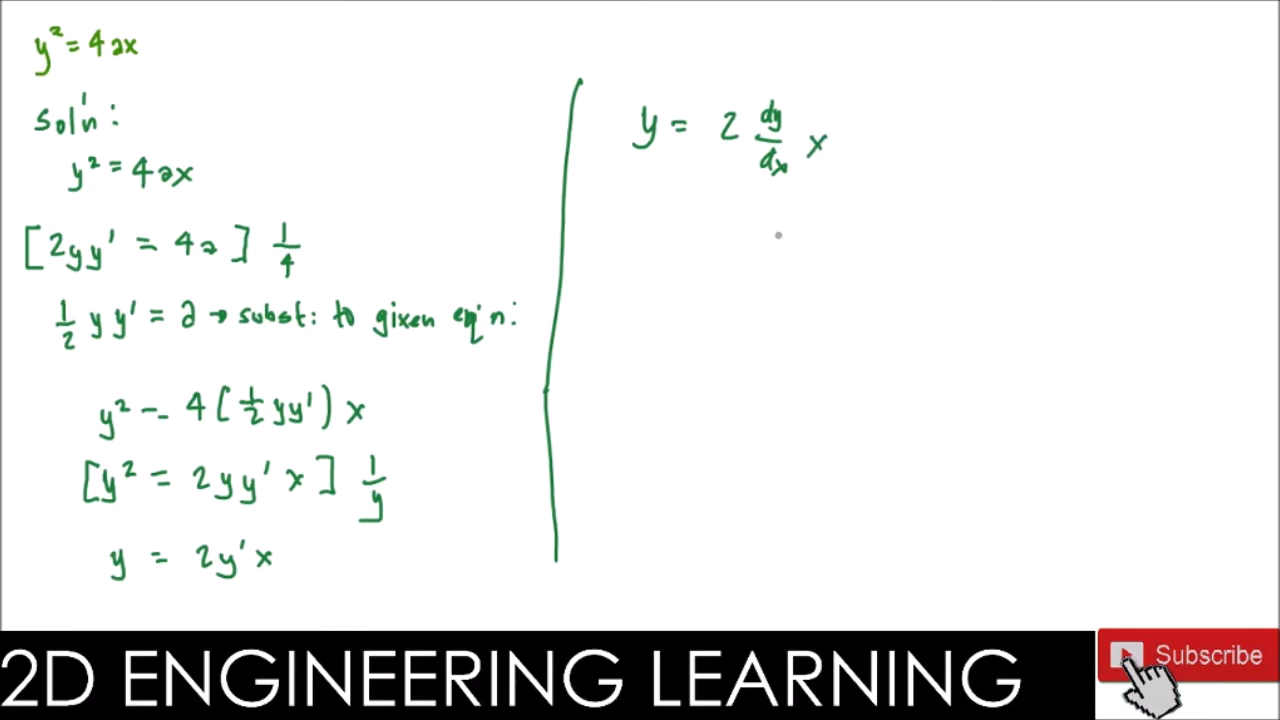 y² = 4ax
sol'n:
y² = 4ax
[2yy' = 4a] 1/4
1/2 yy' = a → subst: to given eq'n:
y² = 4(1/2 yy')x
[y² = 2yy'x] 1/y
y = 2y'x
y = 2 dy/dx x
2D ENGINEERING LEARNING
Subscribe